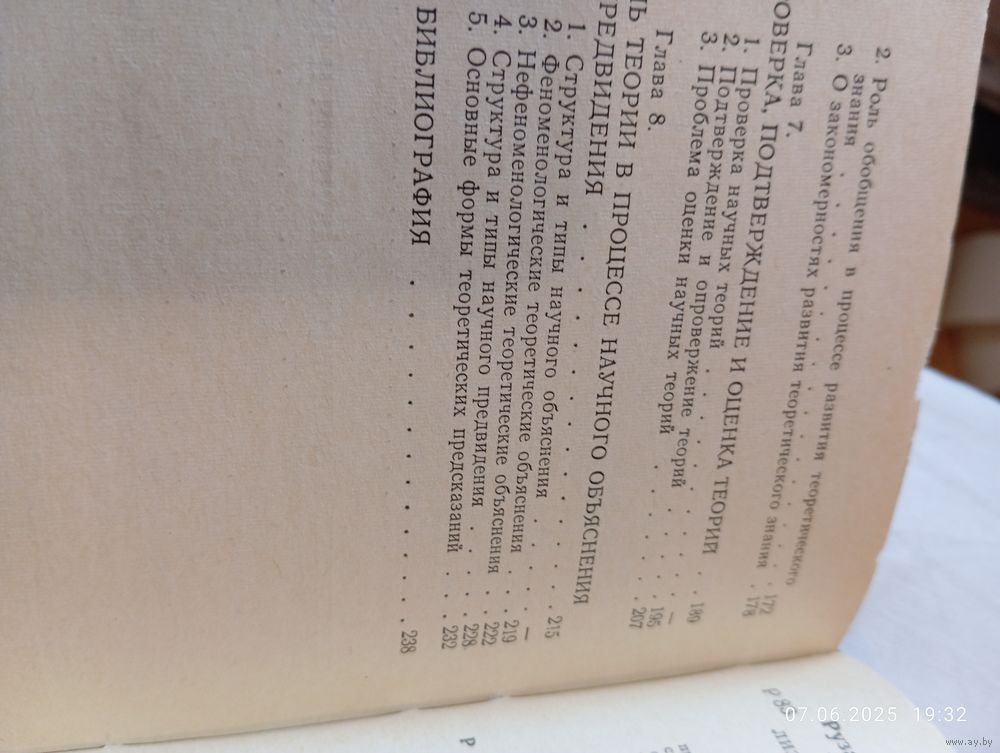 2. Роль обобщения в процессе развития теоретического
знания . . . . . . . . . . . 172
3. О закономерностях развития теоретического знания . 178
Глава 7.
ОВЕРКА, ПОДТВЕРЖДЕНИЕ И ОЦЕНКА ТЕОРИИ . 189
1. Проверка научных теорий . . . . . . . —
2. Подтверждение и опровержение теорий . . . 196
3. Проблема оценки научных теорий . . . . . 207
Глава 8.
Ь ТЕОРИИ В ПРОЦЕССЕ НАУЧНОГО ОБЪЯСНЕНИЯ
РЕДВИДЕНИЯ . . . . . . . . . . . 215
1. Структура и типы научного объяснения . . . . —
2. Феноменологические теоретические объяснения . . 219
3. Нефеноменологические теоретические объяснения . . 222
4. Структура и типы научного предвидения . . . . 228
5. Основные формы теоретических предсказаний . . . 232
БИБЛИОГРАФИЯ . . . . . . . . . . 238
РУЗ
07.06.2025 19:32
www.ay.by